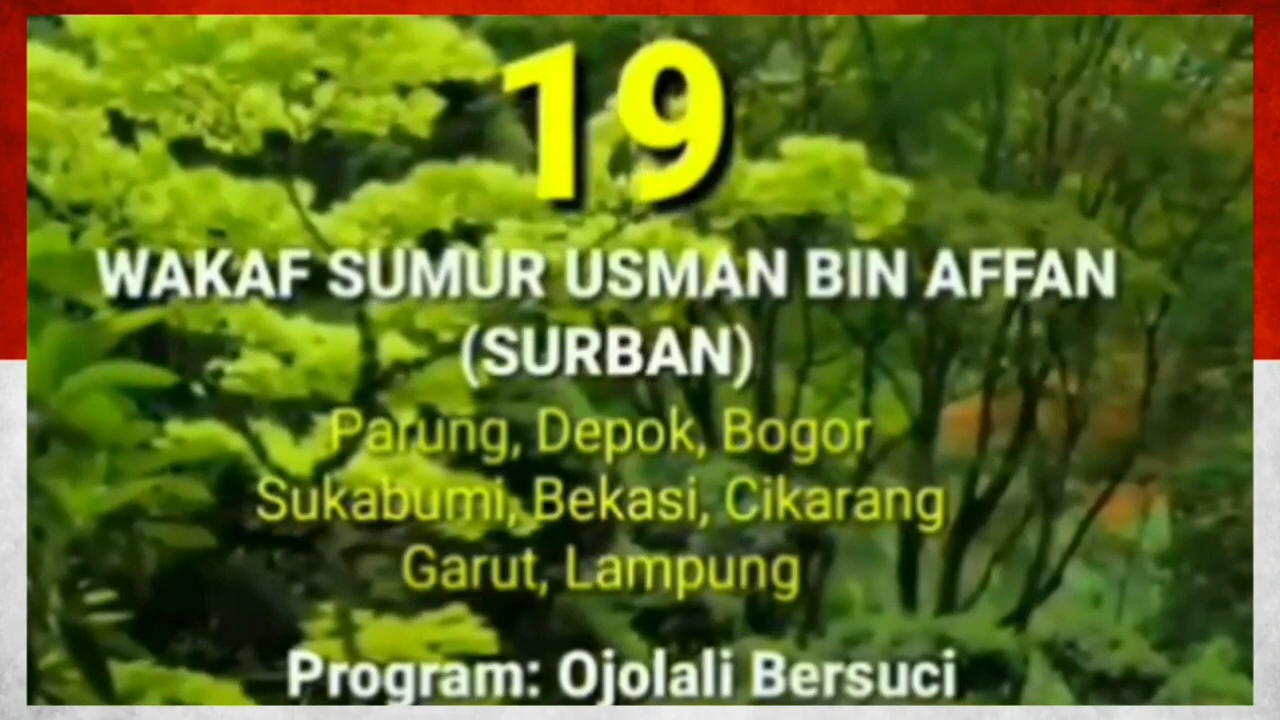 19
WAKAF SUMUR USMAN BIN AFFAN
(SURBAN)
Parung, Depok, Bogor
Sukabumi, Bekasi, Cikarang
Garut, Lampung
Program: Ojolali Bersuci